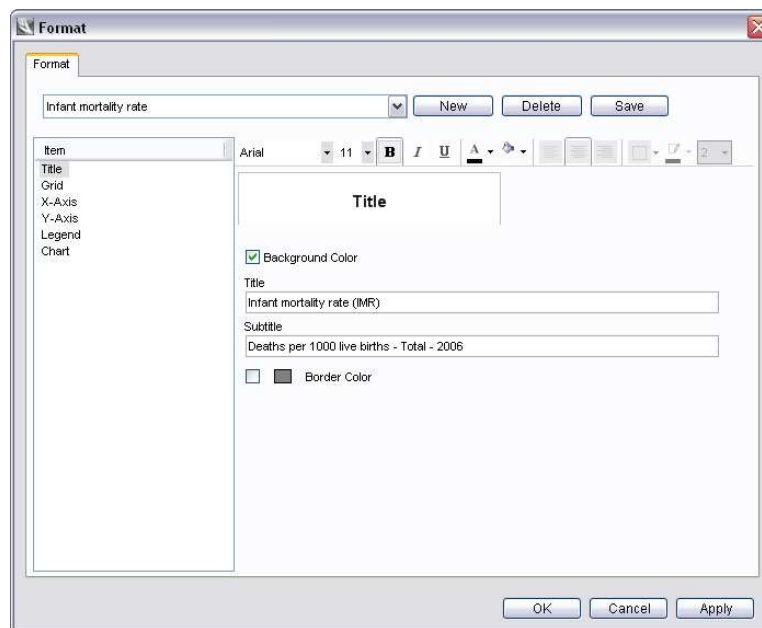 Format
Format
Infant mortality rate New Delete Save
Item
Title
Grid
X-Axis
Y-Axis
Legend
Chart
Arial 11 B I U A 2
Title
Background Color
Title
Infant mortality rate (IMR)
Subtitle
Deaths per 1000 live births - Total - 2006
Border Color
OK Cancel Apply